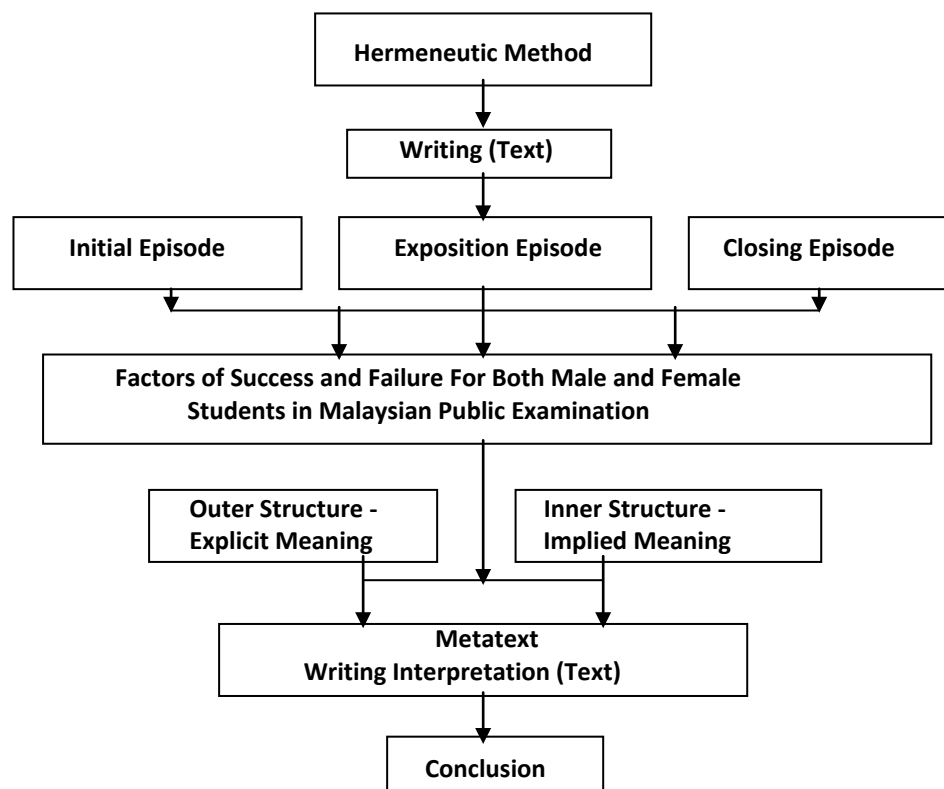 Hermeneutic Method
Writing (Text)
Initial Episode
Exposition Episode
Closing Episode
Factors of Success and Failure For Both Male and Female
Students in Malaysian Public Examination
Outer Structure -
Explicit Meaning
Inner Structure -
Implied Meaning
Metatext
Writing Interpretation (Text)
Conclusion